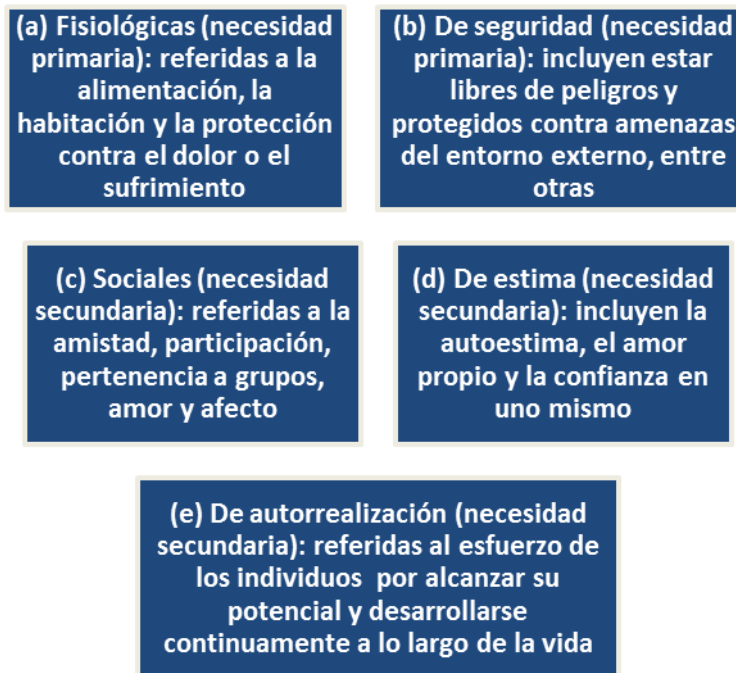 (a) Fisiológicas (necesidad
primaria): referidas a la
alimentación, la
habitación y la protección
contra el dolor o el
sufrimiento
(b) De seguridad (necesidad
primaria): incluyen estar
libres de peligros y
protegidos contra amenazas
del entorno externo, entre
otras
(c) Sociales (necesidad
secundaria): referidas a la
amistad, participación,
pertenencia a grupos,
amor y afecto
(d) De estima (necesidad
secundaria): incluyen la
autoestima, el amor
propio y la confianza en
uno mismo
(e) De autorrealización (necesidad
secundaria): referidas al esfuerzo de
los individuos por alcanzar su
potencial y desarrollarse
continuamente a lo largo de la vida